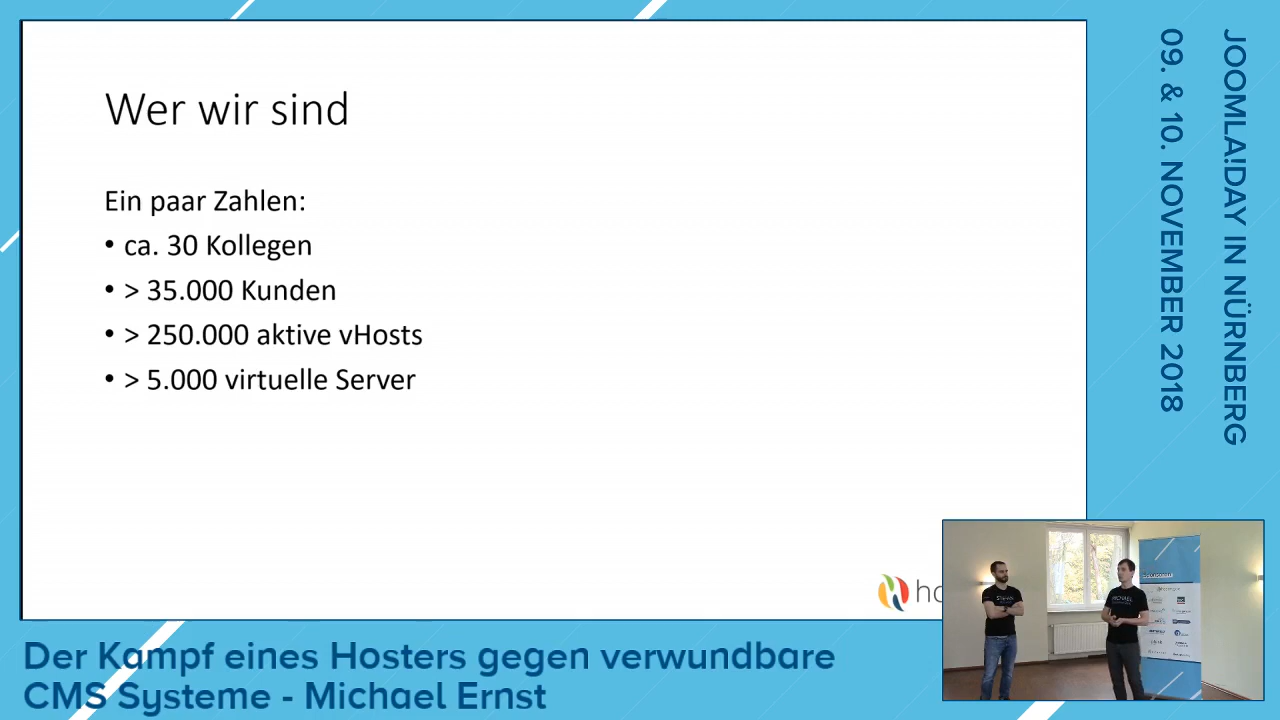 Wer wir sind
Ein paar Zahlen:
• ca. 30 Kollegen
• > 35.000 Kunden
• > 250.000 aktive vHosts
• > 5.000 virtuelle Server
JOOMLA!DAY IN NÜRNBERG
09. & 10. NOVEMBER 2018
MICHAEL
Der Kampf eines Hosters gegen verwundbare
CMS Systeme - Michael Ernst